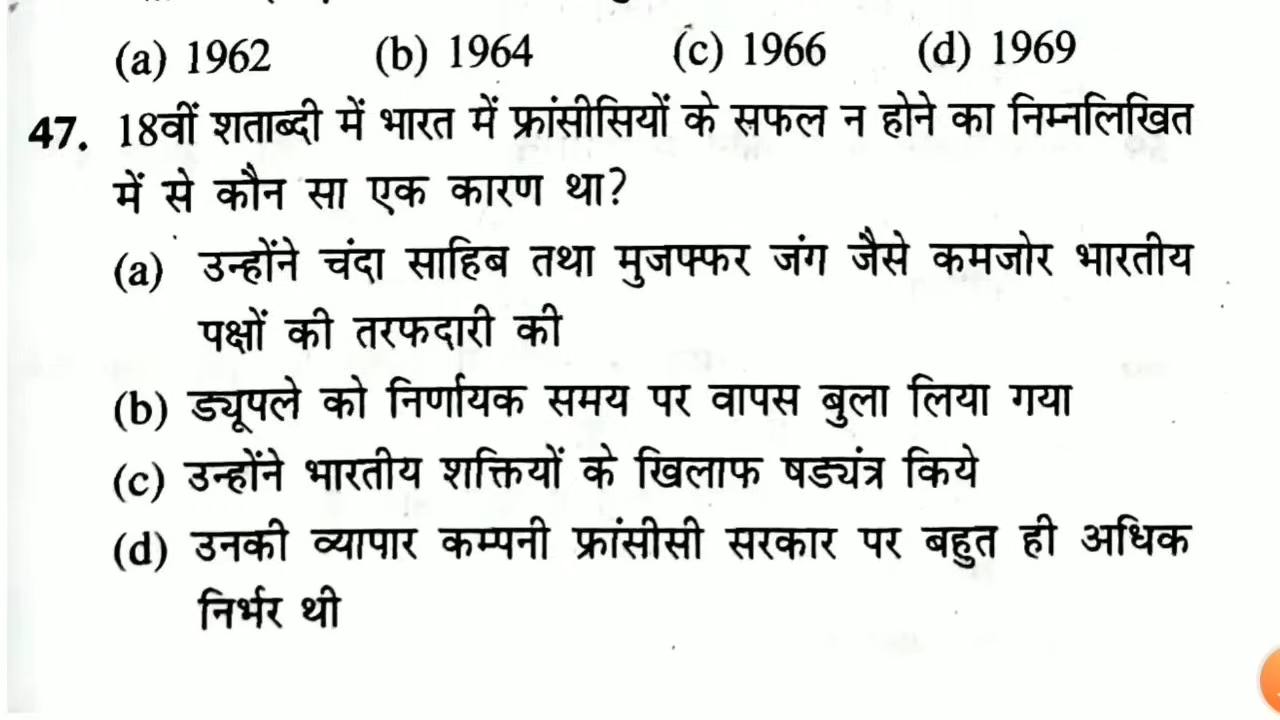 (a) 1962 (b) 1964 (c) 1966 (d) 1969
47. 18वीं शताब्दी में भारत में फ्रांसीसियों के सफल न होने का निम्नलिखित
में से कौन सा एक कारण था?
(a) उन्होंने चंदा साहिब तथा मुजफ्फर जंग जैसे कमजोर भारतीय
पक्षों की तरफदारी की
(b) ड्यूपले को निर्णायक समय पर वापस बुला लिया गया
(c) उन्होंने भारतीय शक्तियों के खिलाफ षड्यंत्र किये
(d) उनकी व्यापार कम्पनी फ्रांसीसी सरकार पर बहुत ही अधिक
निर्भर थी